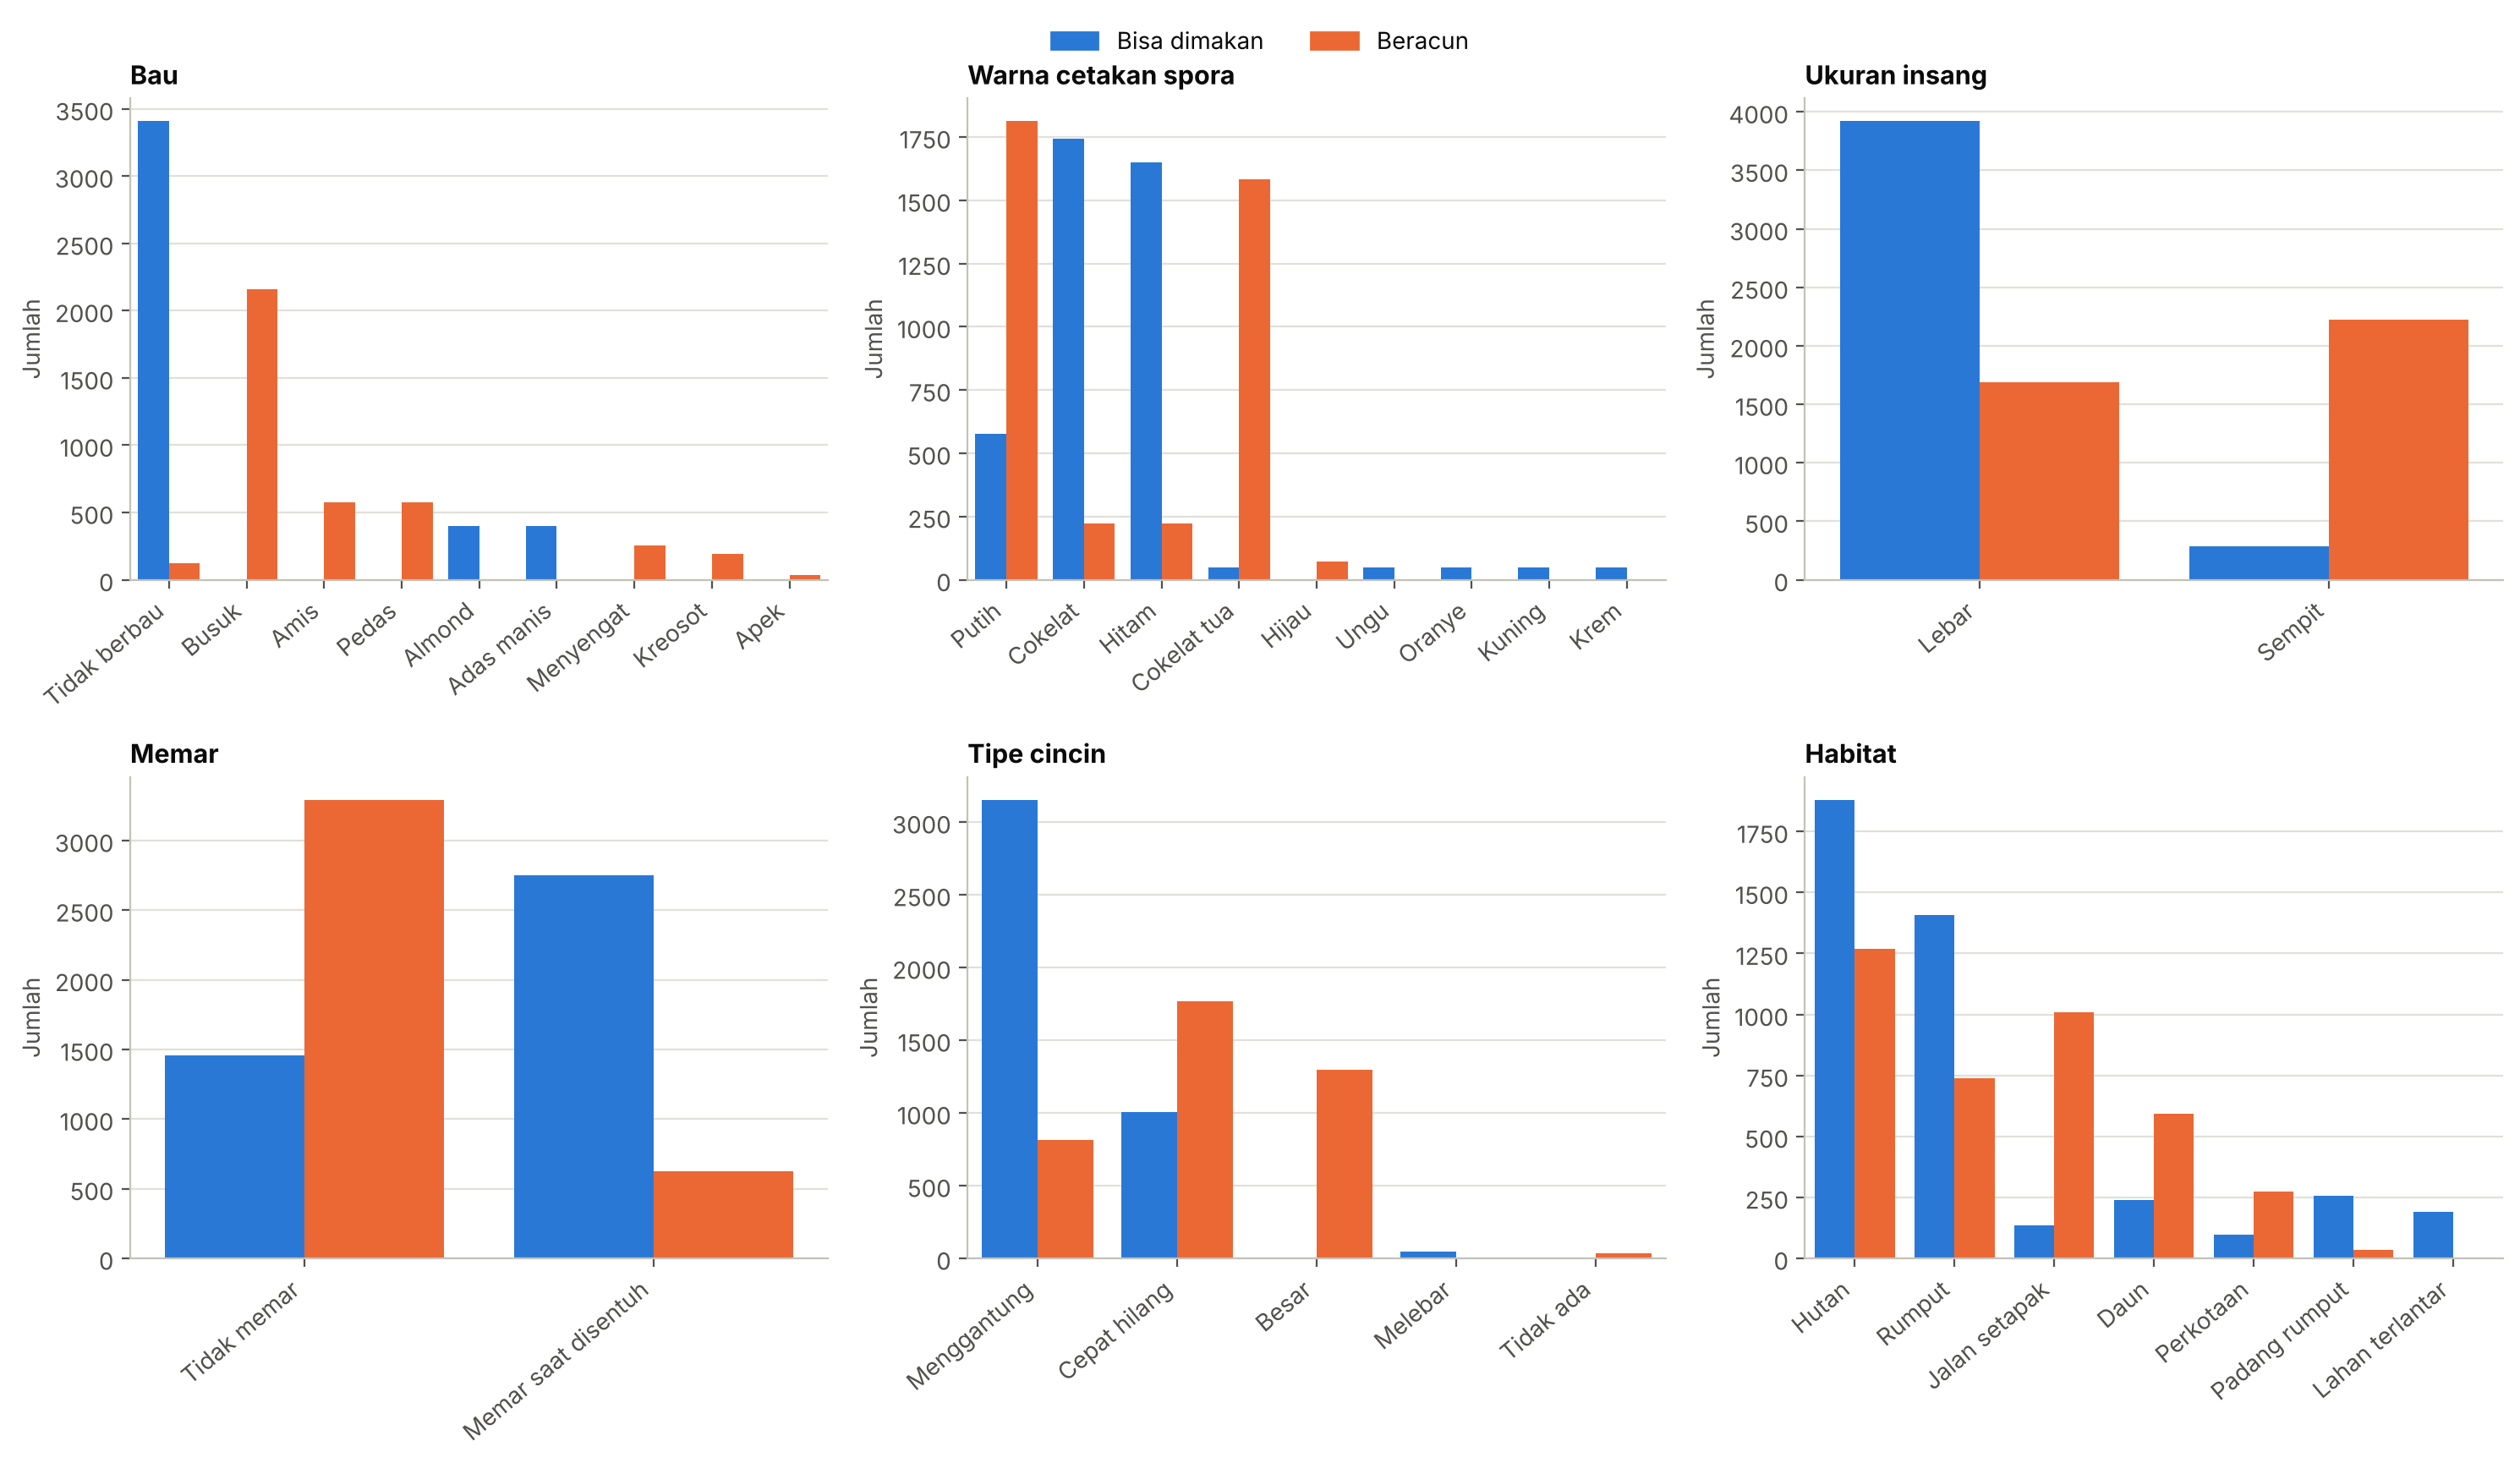 Bisa dimakan
Beracun
Bau
3500
3000
2500
2000
1500
1000
500
0
Jumlah
Tidak berbau
Busuk
Amis
Pedas
Almond
Adas manis
Menyengat
Kreosot
Apek
Warna cetakan spora
1750
1500
1250
1000
750
500
250
0
Jumlah
Putih
Cokelat
Hitam
Cokelat tua
Hijau
Ungu
Oranye
Kuning
Krem
Ukuran insang
4000
3500
3000
2500
2000
1500
1000
500
0
Jumlah
Lebar
Sempit
Memar
3000
2500
2000
1500
1000
500
0
Jumlah
Tidak memar
Memar saat disentuh
Tipe cincin
3000
2500
2000
1500
1000
500
0
Jumlah
Menggantung
Cepat hilang
Besar
Melebar
Tidak ada
Habitat
1750
1500
1250
1000
750
500
250
0
Jumlah
Hutan
Rumput
Jalan setapak
Daun
Perkotaan
Padang rumput
Lahan terlantar